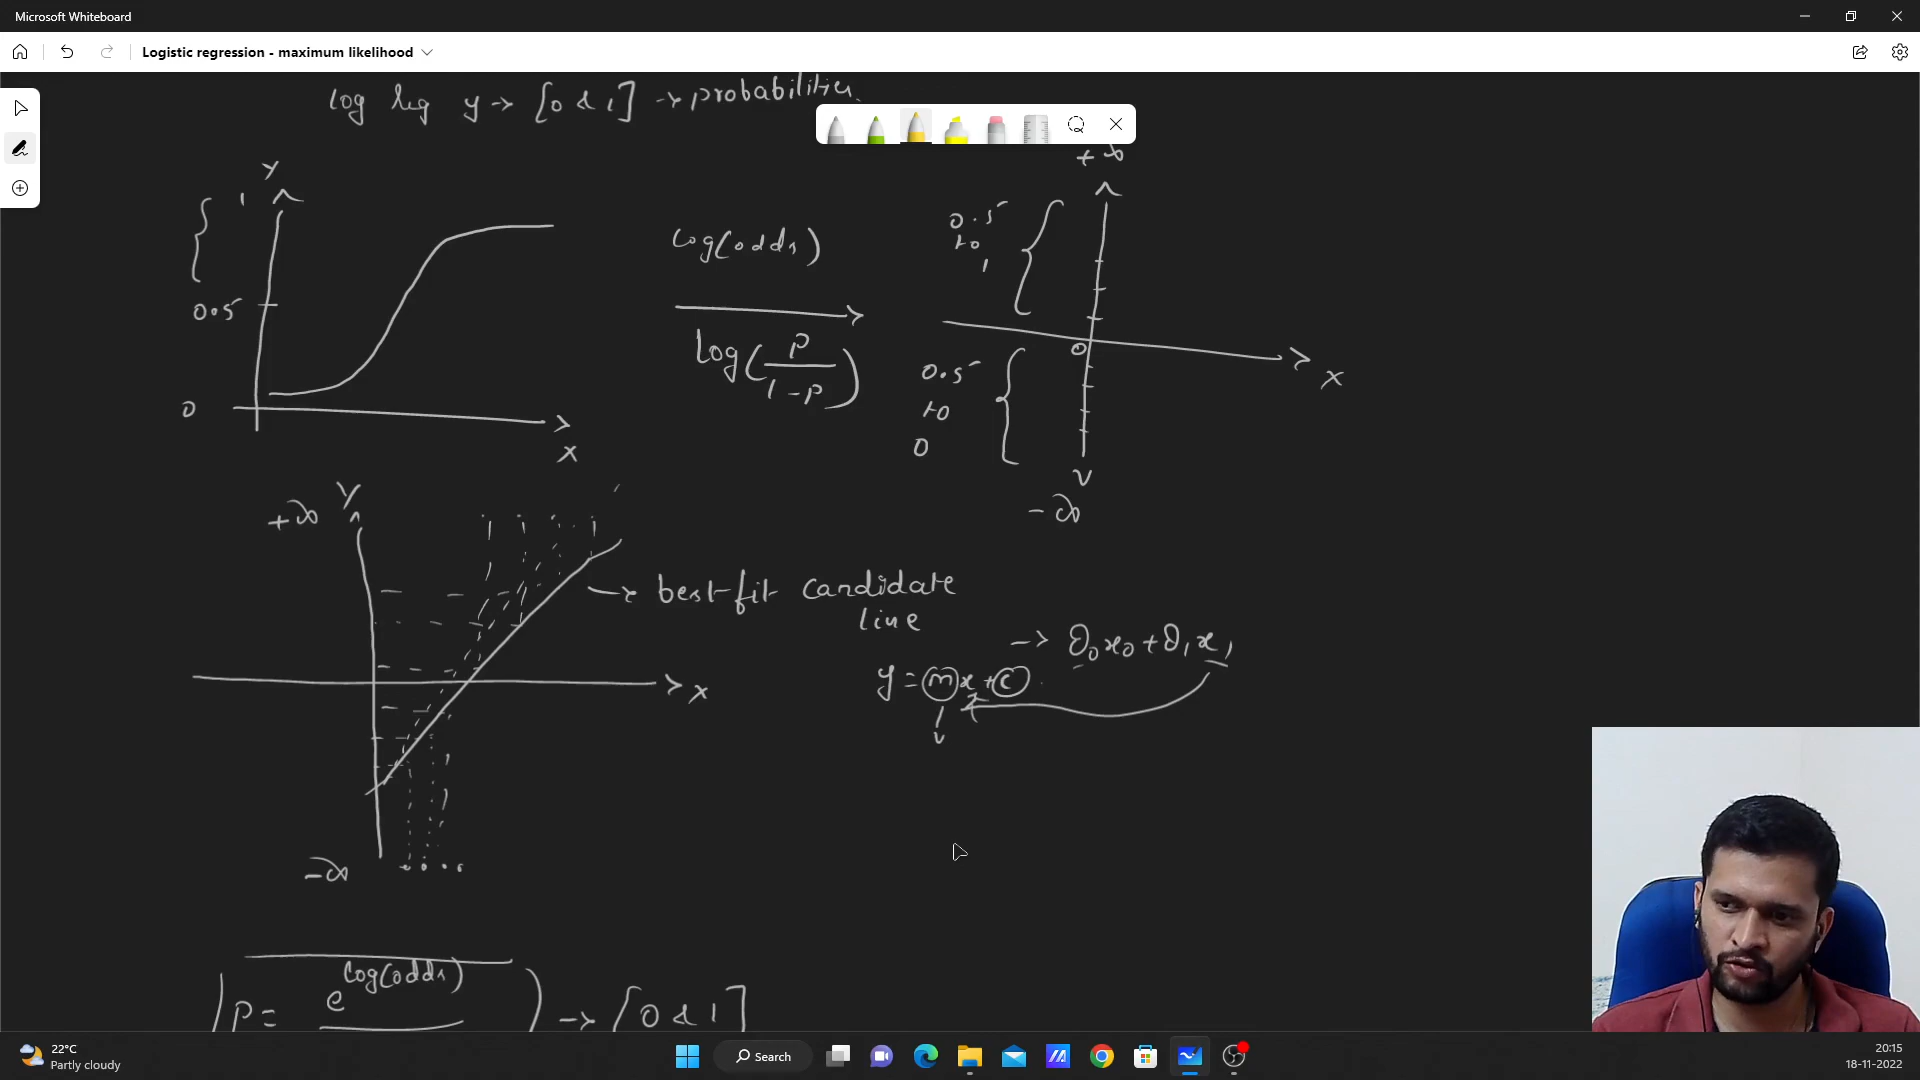 Microsoft Whiteboard
Logistic regression - maximum likelihood
log reg y → [0 & 1] → probabilities
Y
1
0.5
0
x
log(odds)
log(p/1-p)
+∞
0.5
to
1
0
0.5
to
0
x
-∞
Y
+∞
x
-∞
→ best-fit candidate
line
→ θ₀x₀ + θ₁x₁
y = mx + c
P = e^log(odds) → [0 & 1]
22°C
Partly cloudy
Search
20:15
18-11-2022